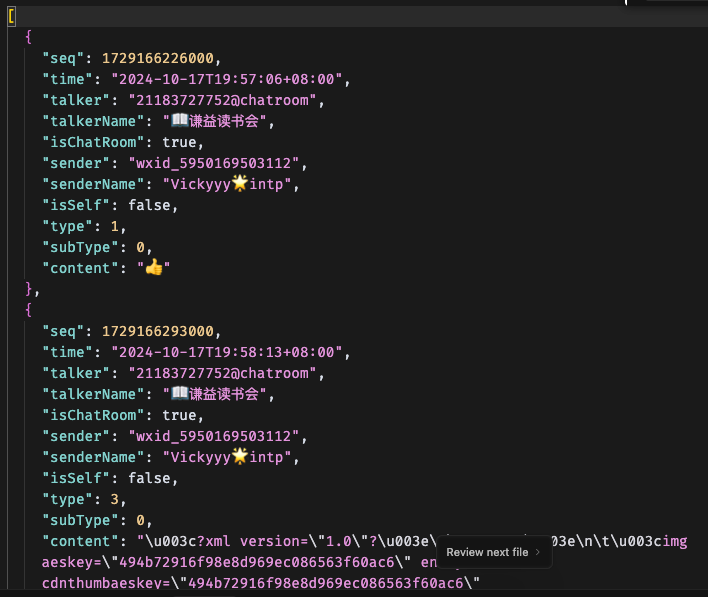 [
{
"seq": 1729166226000,
"time": "2024-10-17T19:57:06+08:00",
"talker": "21183727752@chatroom",
"talkerName": "📖谦益读书会",
"isChatRoom": true,
"sender": "wxid_5950169503112",
"senderName": "Vickyyy🌟intp",
"isSelf": false,
"type": 1,
"subType": 0,
"content": "👍"
},
{
"seq": 1729166293000,
"time": "2024-10-17T19:58:13+08:00",
"talker": "21183727752@chatroom",
"talkerName": "📖谦益读书会",
"isChatRoom": true,
"sender": "wxid_5950169503112",
"senderName": "Vickyyy🌟intp",
"isSelf": false,
"type": 3,
"subType": 0,
"content": "\u003c?xml version=\"1.0\"?\u003e\ 03e\n\t\u003cimg
Review next file
aeskey=\"494b72916f98e8d969ec086563f60ac6\" en
cdnthumbaeskey=\"494b72916f98e8d969ec086563f60ac6\"